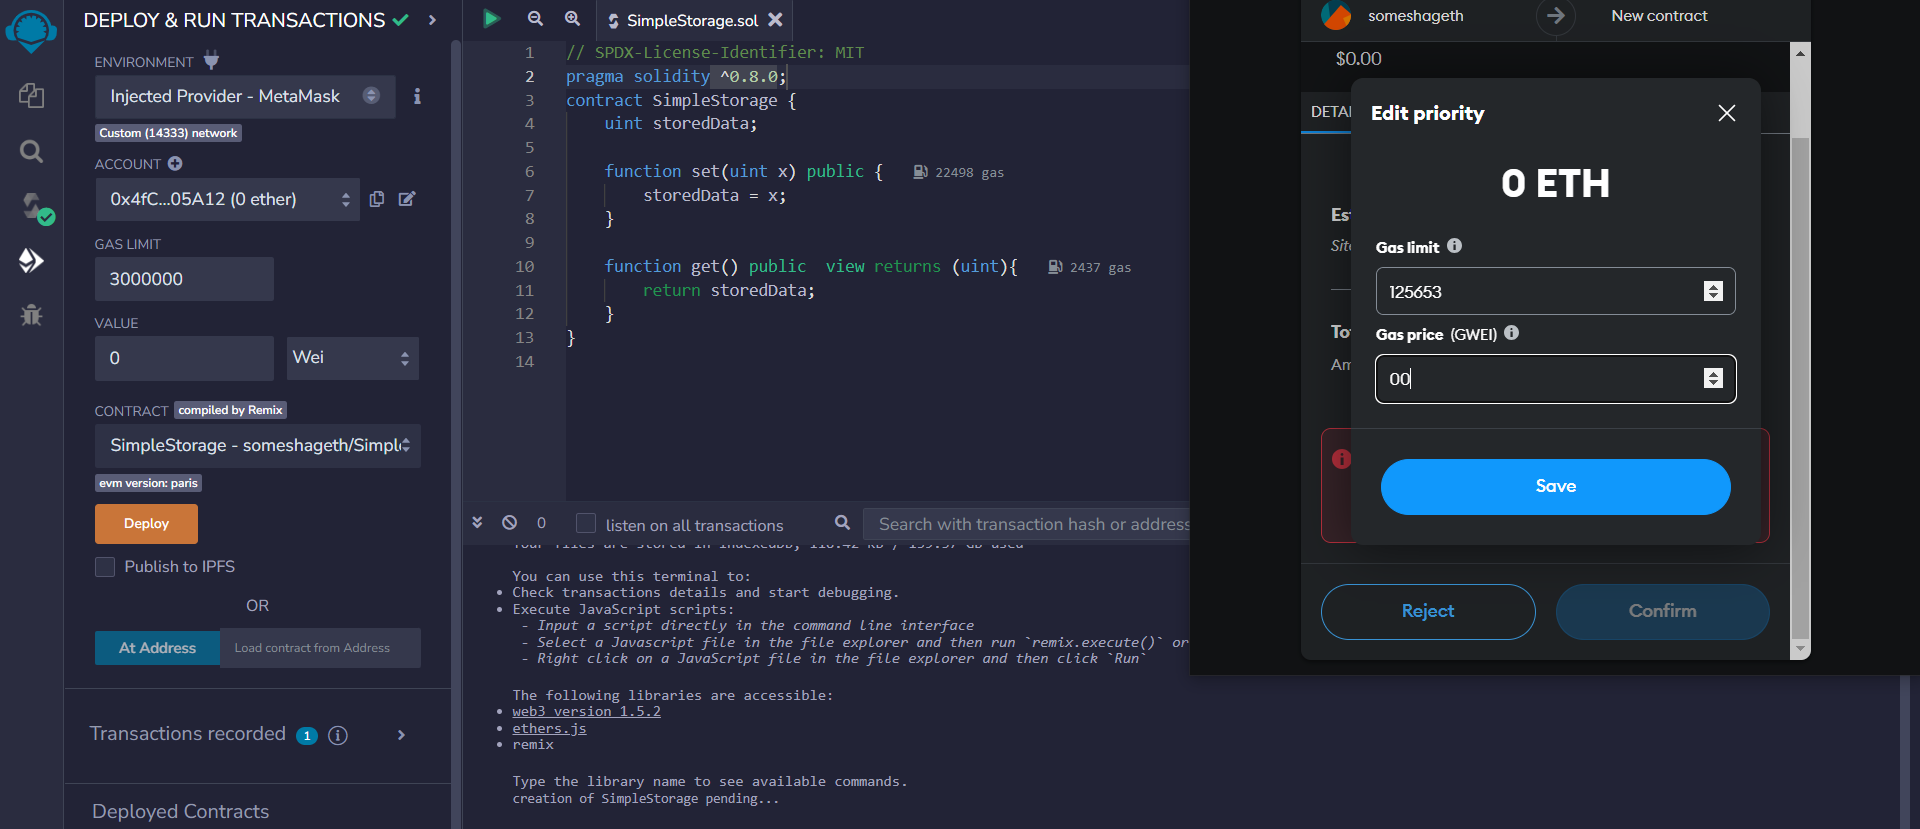 DEPLOY & RUN TRANSACTIONS
ENVIRONMENT
Injected Provider - MetaMask
Custom (14333) network
ACCOUNT
0x4fC...05A12 (0 ether)
GAS LIMIT
3000000
VALUE
0
Wei
CONTRACT compiled by Remix
SimpleStorage - someshageth/Simpl
evm version: paris
Deploy
Publish to IPFS
OR
At Address
Load contract from Address
Transactions recorded 1
Deployed Contracts
SimpleStorage.sol
1 // SPDX-License-Identifier: MIT
2 pragma solidity ^0.8.0;
3 contract SimpleStorage {
4 uint storedData;
5
6 function set(uint x) public { 22498 gas
7 storedData = x;
8 }
9
10 function get() public view returns (uint){ 2437 gas
11 return storedData;
12 }
13 }
14
0
listen on all transactions
Search with transaction hash or address
Your files are stored in IndexedDB,
You can use this terminal to:
• Check transactions details and start debugging.
• Execute JavaScript scripts:
- Input a script directly in the command line interface
- Select a Javascript file in the file explorer and then run `remix.execute()` or
- Right click on a JavaScript file in the file explorer and then click `Run`
The following libraries are accessible:
• web3 version 1.5.2
• ethers.js
• remix
Type the library name to see available commands.
creation of SimpleStorage pending...
someshageth
New contract
$0.00
DETA
Edit priority
0 ETH
Es
Site
Gas limit
125653
To
Gas price (GWEI)
Am
00
Save
Reject
Confirm